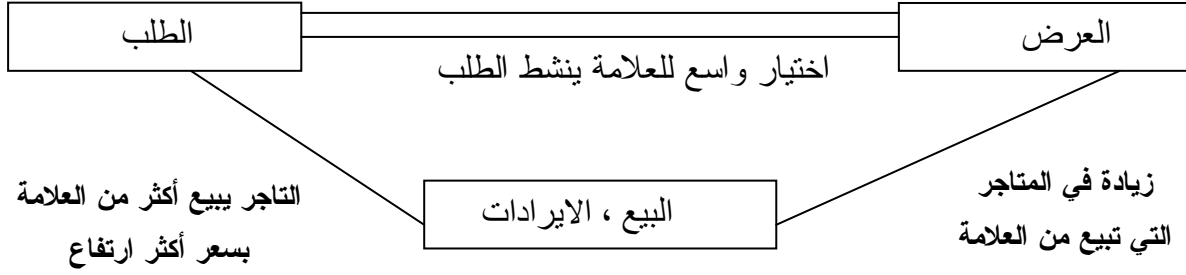 العرض
الطلب
اختيار واسع للعلامة ينشط الطلب
زيادة في المتاجر
التي تبيع من العلامة
البيع ، الايرادات
التاجر يبيع أكثر من العلامة
بسعر أكثر ارتفاع